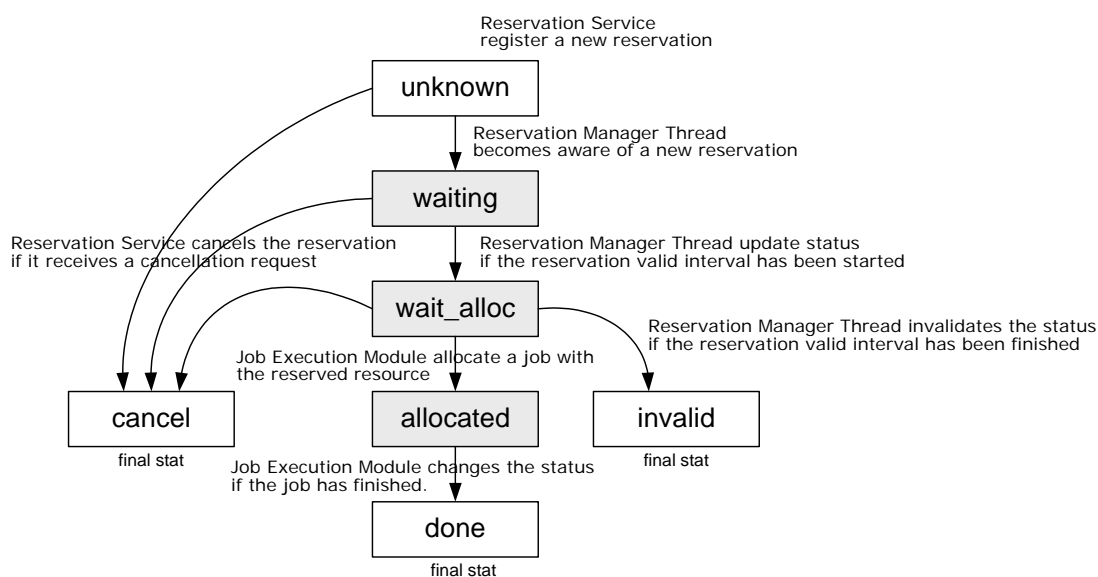 Reservation Service
register a new reservation
unknown
Reservation Manager Thread
becomes aware of a new reservation
waiting
Reservation Service cancels the reservation
if it receives a cancellation request
Reservation Manager Thread update status
if the reservation valid interval has been started
wait_alloc
Reservation Manager Thread invalidates the status
if the reservation valid interval has been finished
Job Execution Module allocate a job with
the reserved resource
cancel
allocated
invalid
final stat
final stat
Job Execution Module changes the status
if the job has finished.
done
final stat